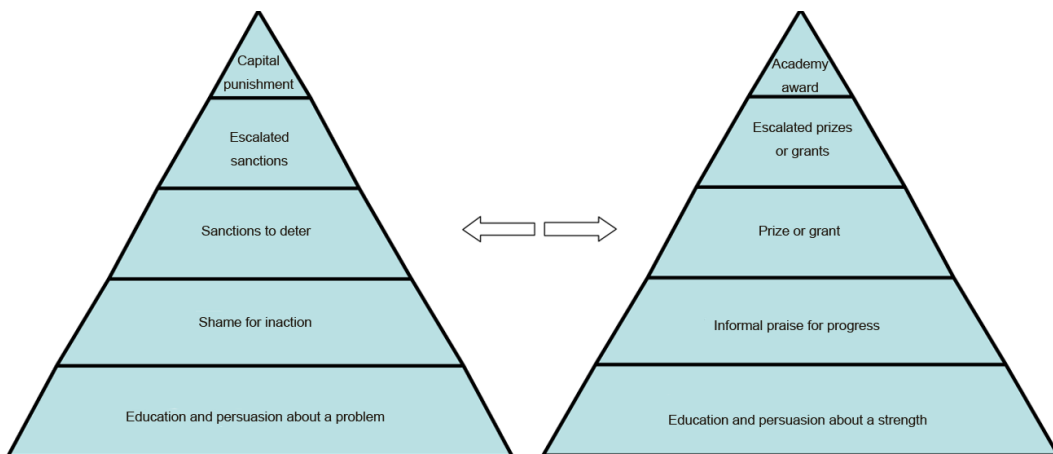 Capital
punishment
Escalated
sanctions
Sanctions to deter
Shame for inaction
Education and persuasion about a problem
Academy
award
Escalated prizes
or grants
Prize or grant
Informal praise for progress
Education and persuasion about a strength